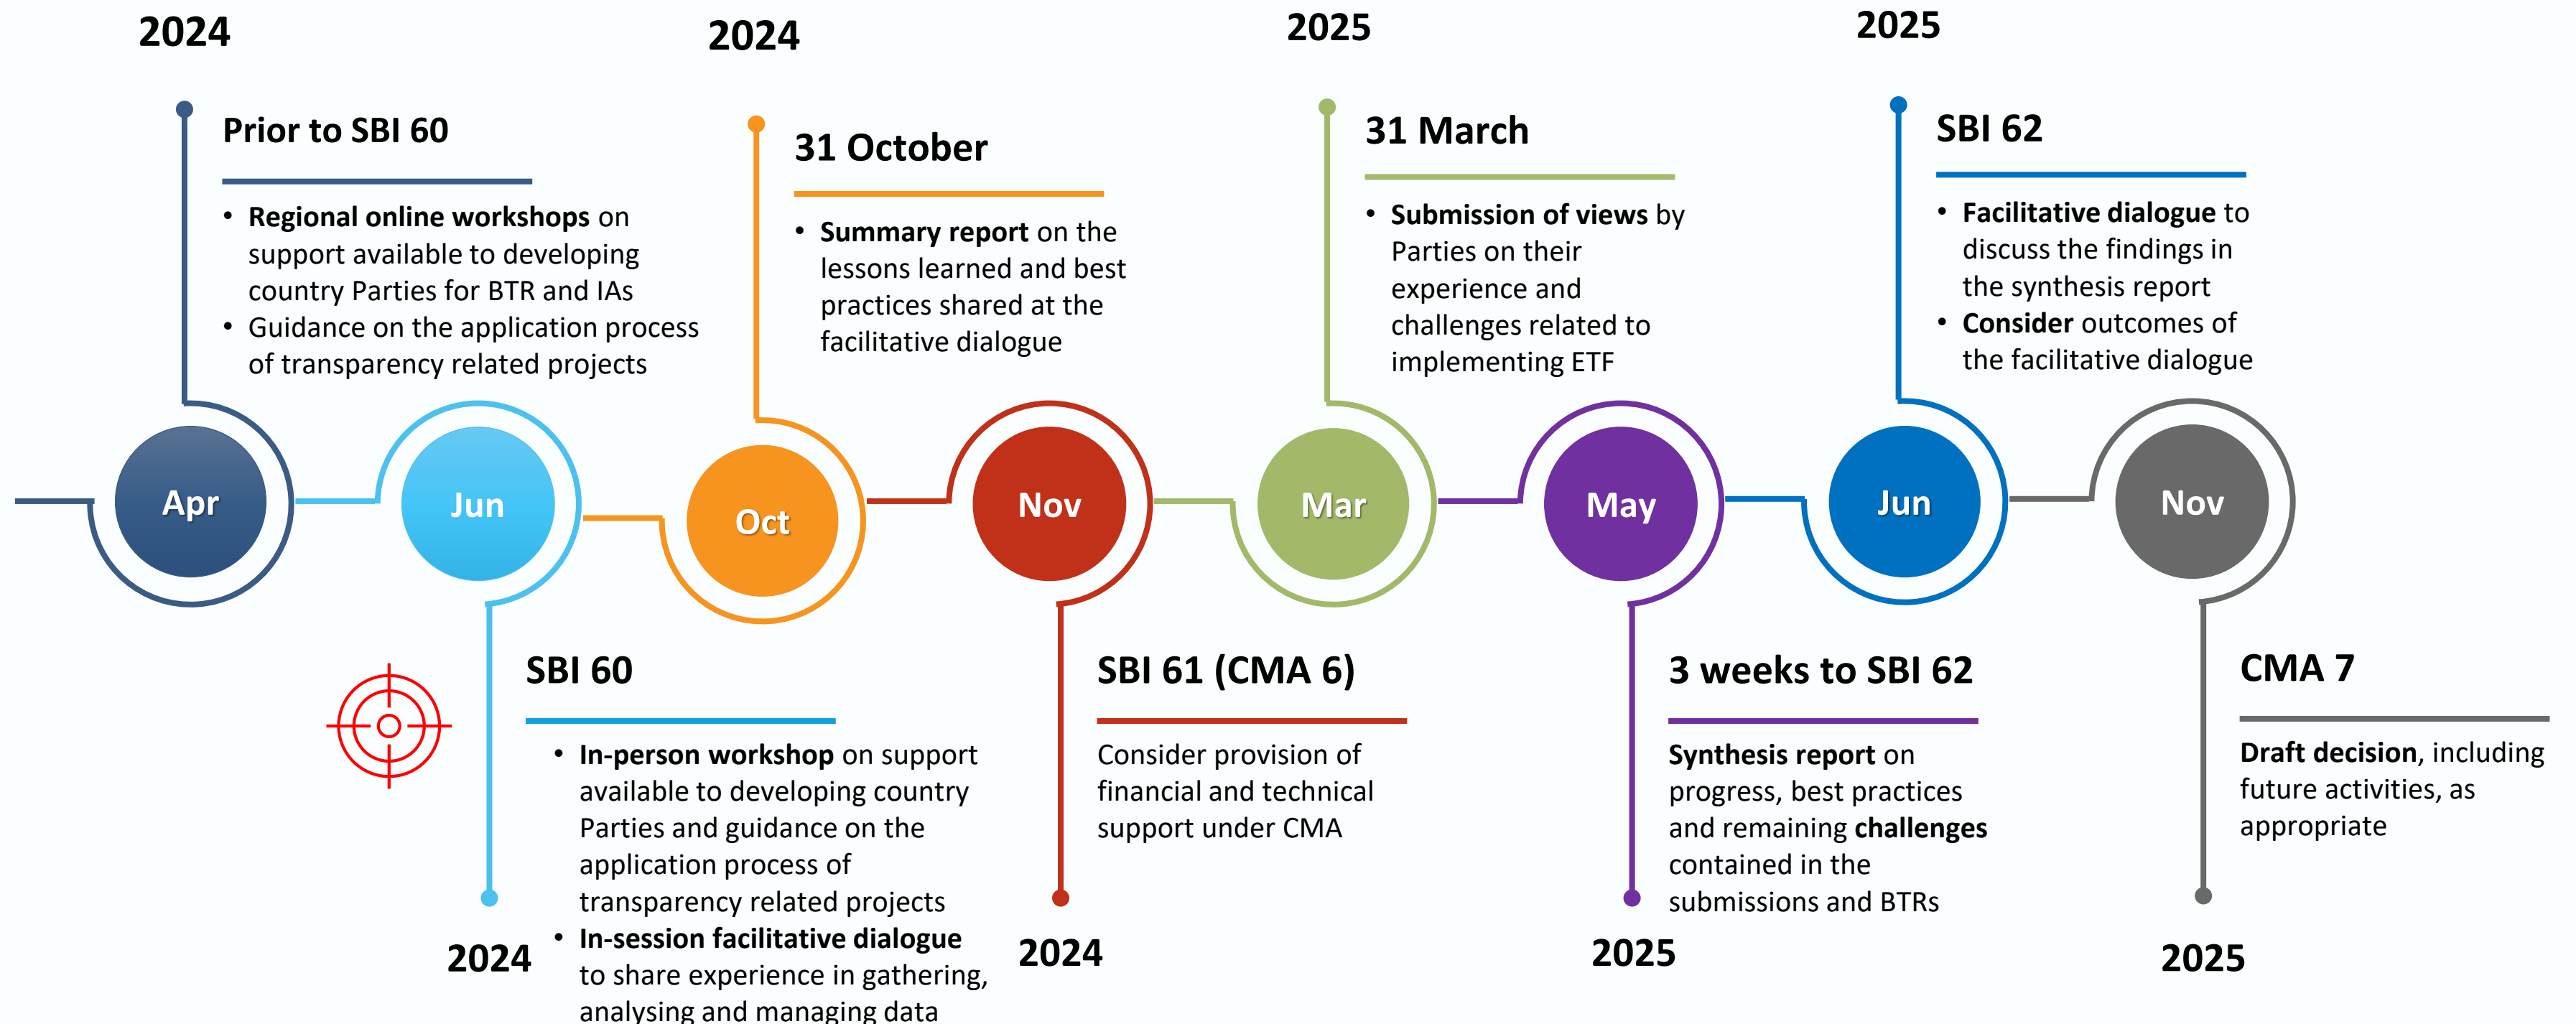 2024
2024
2025
2025
Prior to SBI 60
• Regional online workshops on
support available to developing
country Parties for BTR and IAs
• Guidance on the application process
of transparency related projects
31 October
• Summary report on the
lessons learned and best
practices shared at the
facilitative dialogue
31 March
• Submission of views by
Parties on their
experience and
challenges related to
implementing ETF
SBI 62
• Facilitative dialogue to
discuss the findings in
the synthesis report
• Consider outcomes of
the facilitative dialogue
Apr
Jun
Oct
Nov
Mar
May
Jun
Nov
SBI 60
• In-person workshop on support
available to developing country
Parties and guidance on the
application process of
transparency related projects
• In-session facilitative dialogue
to share experience in gathering,
analysing and managing data
2024
SBI 61 (CMA 6)
Consider provision of
financial and technical
support under CMA
2024
3 weeks to SBI 62
Synthesis report on
progress, best practices
and remaining challenges
contained in the
submissions and BTRs
2025
CMA 7
Draft decision, including
future activities, as
appropriate
2025